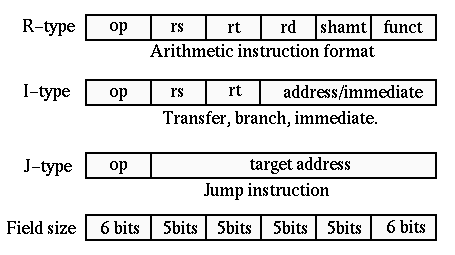 R-type op rs rt rd shamt funct
Arithmetic instruction format
I-type op rs rt address/immediate
Transfer, branch, immediate.
J-type op target address
Jump instruction
Field size 6 bits 5bits 5bits 5bits 5bits 6 bits